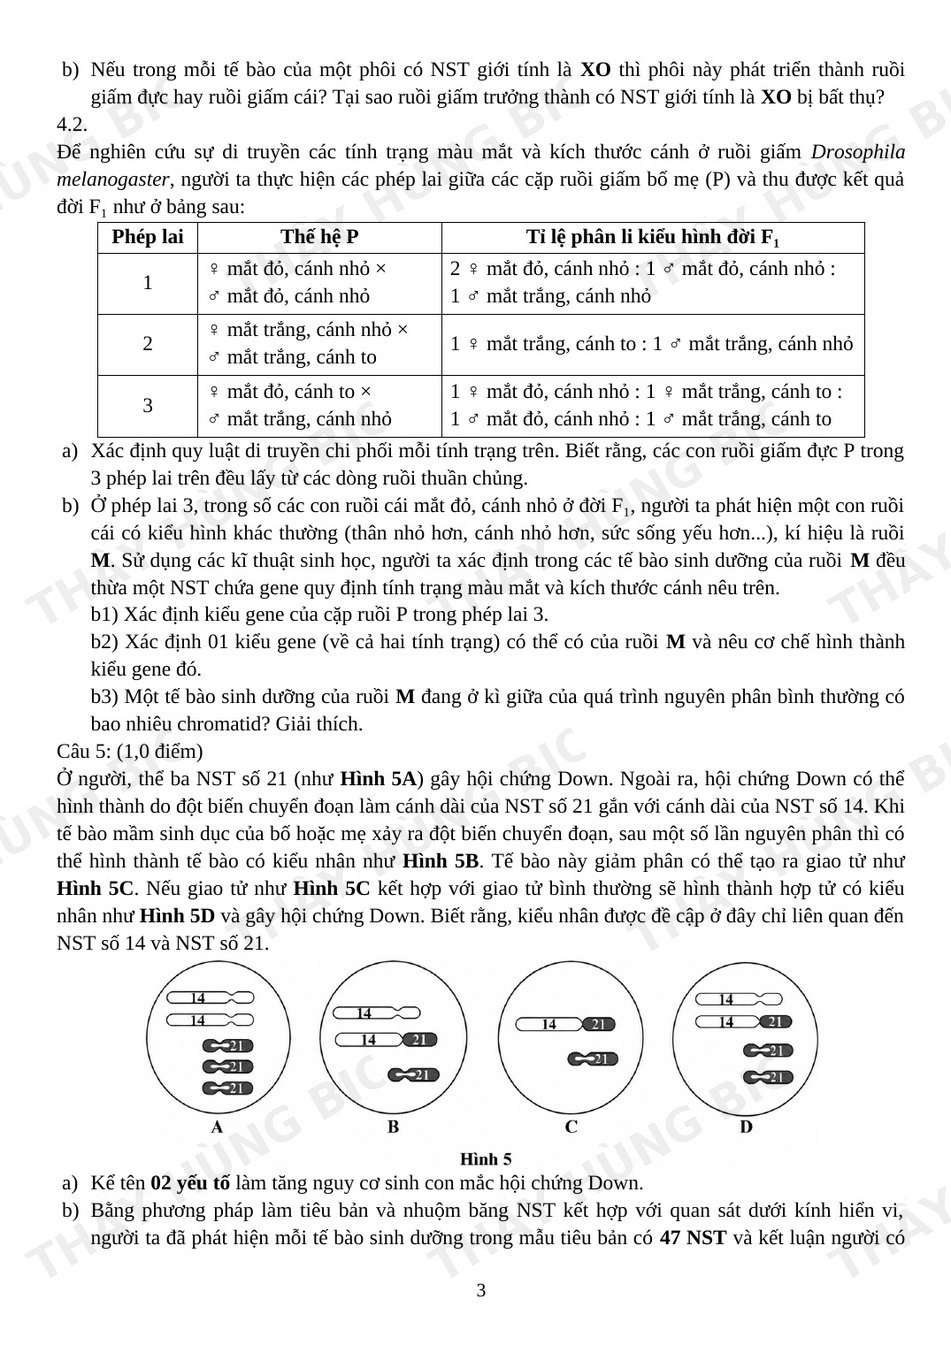 b) Nếu trong mỗi tế bào của một phôi có NST giới tính là XO thì phôi này phát triển thành ruồi
giấm đực hay ruồi giấm cái? Tại sao ruồi giấm trưởng thành có NST giới tính là XO bị bất thụ?
4.2.
Để nghiên cứu sự di truyền các tính trạng màu mắt và kích thước cánh ở ruồi giấm Drosophila
melanogaster, người ta thực hiện các phép lai giữa các cặp ruồi giấm bố mẹ (P) và thu được kết quả
đời F₁ như ở bảng sau:
Phép lai Thế hệ P Tỉ lệ phân li kiểu hình đời F₁
1 ♀ mắt đỏ, cánh nhỏ × 2 ♀ mắt đỏ, cánh nhỏ : 1 ♂ mắt đỏ, cánh nhỏ :
♂ mắt đỏ, cánh nhỏ 1 ♂ mắt trắng, cánh nhỏ
2 ♀ mắt trắng, cánh nhỏ × 1 ♀ mắt trắng, cánh to : 1 ♂ mắt trắng, cánh nhỏ
♂ mắt trắng, cánh to
3 ♀ mắt đỏ, cánh to × 1 ♀ mắt đỏ, cánh nhỏ : 1 ♀ mắt trắng, cánh to :
♂ mắt trắng, cánh nhỏ 1 ♂ mắt đỏ, cánh nhỏ : 1 ♂ mắt trắng, cánh to
a) Xác định quy luật di truyền chi phối mỗi tính trạng trên. Biết rằng, các con ruồi giấm đực P trong
3 phép lai trên đều lấy từ các dòng ruồi thuần chủng.
b) Ở phép lai 3, trong số các con ruồi cái mắt đỏ, cánh nhỏ ở đời F₁, người ta phát hiện một con ruồi
cái có kiểu hình khác thường (thân nhỏ hơn, cánh nhỏ hơn, sức sống yếu hơn...), kí hiệu là ruồi
M. Sử dụng các kĩ thuật sinh học, người ta xác định trong các tế bào sinh dưỡng của ruồi M đều
thừa một NST chứa gene quy định tính trạng màu mắt và kích thước cánh nêu trên.
b1) Xác định kiểu gene của cặp ruồi P trong phép lai 3.
b2) Xác định 01 kiểu gene (về cả hai tính trạng) có thể có của ruồi M và nêu cơ chế hình thành
kiểu gene đó.
b3) Một tế bào sinh dưỡng của ruồi M đang ở kì giữa của quá trình nguyên phân bình thường có
bao nhiêu chromatid? Giải thích.
Câu 5: (1,0 điểm)
Ở người, thể ba NST số 21 (như Hình 5A) gây hội chứng Down. Ngoài ra, hội chứng Down có thể
hình thành do đột biến chuyển đoạn làm cánh dài của NST số 21 gắn với cánh dài của NST số 14. Khi
tế bào mầm sinh dục của bố hoặc mẹ xảy ra đột biến chuyển đoạn, sau một số lần nguyên phân thì có
thể hình thành tế bào có kiểu nhân như Hình 5B. Tế bào này giảm phân có thể tạo ra giao tử như
Hình 5C. Nếu giao tử như Hình 5C kết hợp với giao tử bình thường sẽ hình thành hợp tử có kiểu
nhân như Hình 5D và gây hội chứng Down. Biết rằng, kiểu nhân được đề cập ở đây chỉ liên quan đến
NST số 14 và NST số 21.
14 14 21 21 21
14 14 21 21
14 21 21
14 14 21 21 21
A B C D
Hình 5
a) Kể tên 02 yếu tố làm tăng nguy cơ sinh con mắc hội chứng Down.
b) Bằng phương pháp làm tiêu bản và nhuộm băng NST kết hợp với quan sát dưới kính hiển vi,
người ta đã phát hiện mỗi tế bào sinh dưỡng trong mẫu tiêu bản có 47 NST và kết luận người có
3
THẦY HÙNG BIC